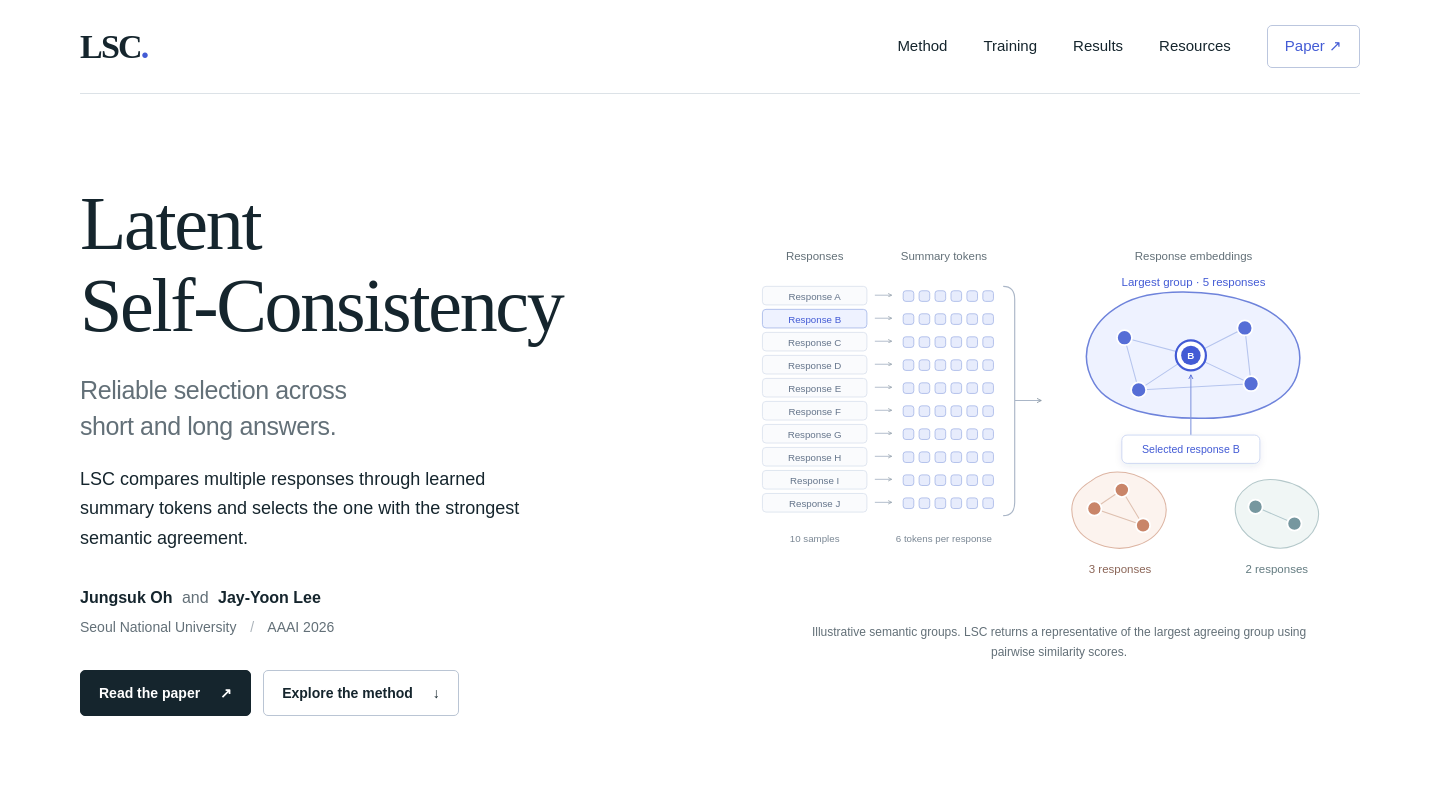 LSC.
Method
Training
Results
Resources
Paper ↗
Latent
Self-Consistency
Reliable selection across
short and long answers.
LSC compares multiple responses through learned
summary tokens and selects the one with the strongest
semantic agreement.
Jungsuk Oh and Jay-Yoon Lee
Seoul National University / AAAI 2026
Read the paper ↗
Explore the method ↓
Responses
Summary tokens
Response embeddings
Largest group · 5 responses
Response A
Response B
Response C
Response D
Response E
Response F
Response G
Response H
Response I
Response J
10 samples
6 tokens per response
B
Selected response B
3 responses
2 responses
Illustrative semantic groups. LSC returns a representative of the largest agreeing group using
pairwise similarity scores.